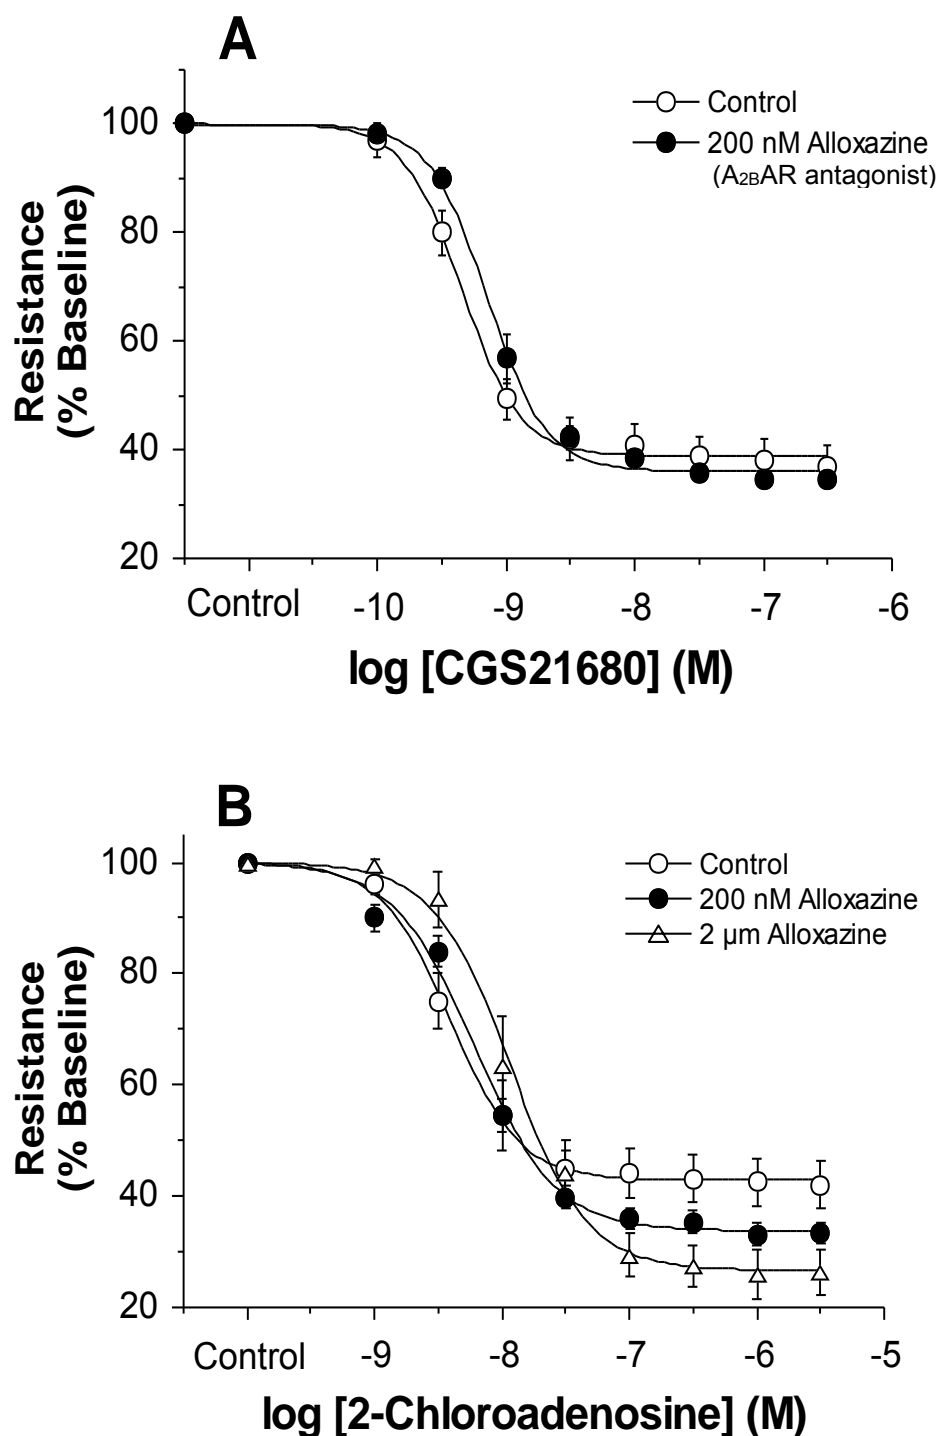 A
Control
200 nM Alloxazine
(A2BAR antagonist)
Resistance
(% Baseline)
100
80
60
40
20
Control -10 -9 -8 -7 -6
log [CGS21680] (M)
B
Control
200 nM Alloxazine
2 µm Alloxazine
Resistance
(% Baseline)
100
80
60
40
20
Control -9 -8 -7 -6 -5
log [2-Chloroadenosine] (M)